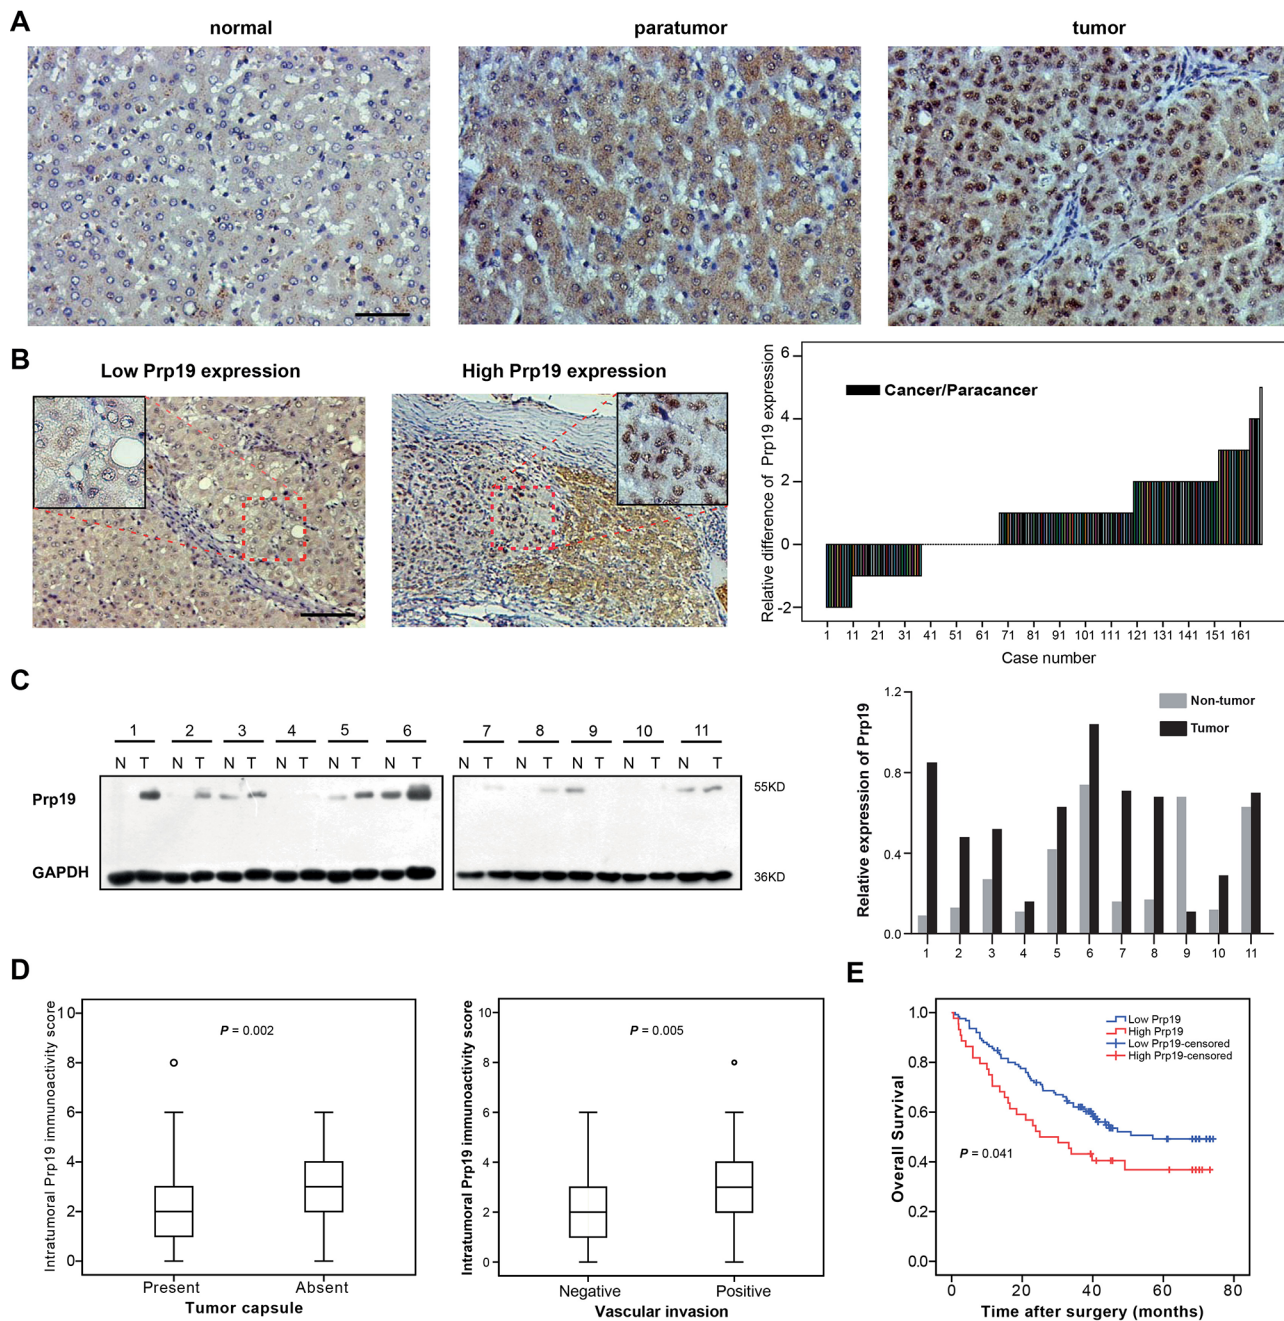 A
normal
paratumor
tumor
B
Low Prp19 expression
High Prp19 expression
Relative difference of Prp19 expression
6
4
2
0
-2
Cancer/Paracancer
1 11 21 31 41 51 61 71 81 91 101 111 121 131 141 151 161
Case number
C
1 2 3 4 5 6 7 8 9 10 11
N T N T N T N T N T N T N T N T N T N T N T
Prp19
55KD
GAPDH
36KD
Relative expression of Prp19
1.2
0.8
0.4
0.0
Non-tumor
Tumor
1 2 3 4 5 6 7 8 9 10 11
D
Intratumoral Prp19 immunoactivity score
10
8
6
4
2
0
P = 0.002
Present Absent
Tumor capsule
Intratumoral Prp19 immunoactivity score
10
8
6
4
2
0
P = 0.005
Negative Positive
Vascular invasion
E
Overall Survival
1.0
0.8
0.6
0.4
0.2
0.0
Low Prp19
High Prp19
Low Prp19-censored
High Prp19-censored
P = 0.041
0 20 40 60 80
Time after surgery (months)